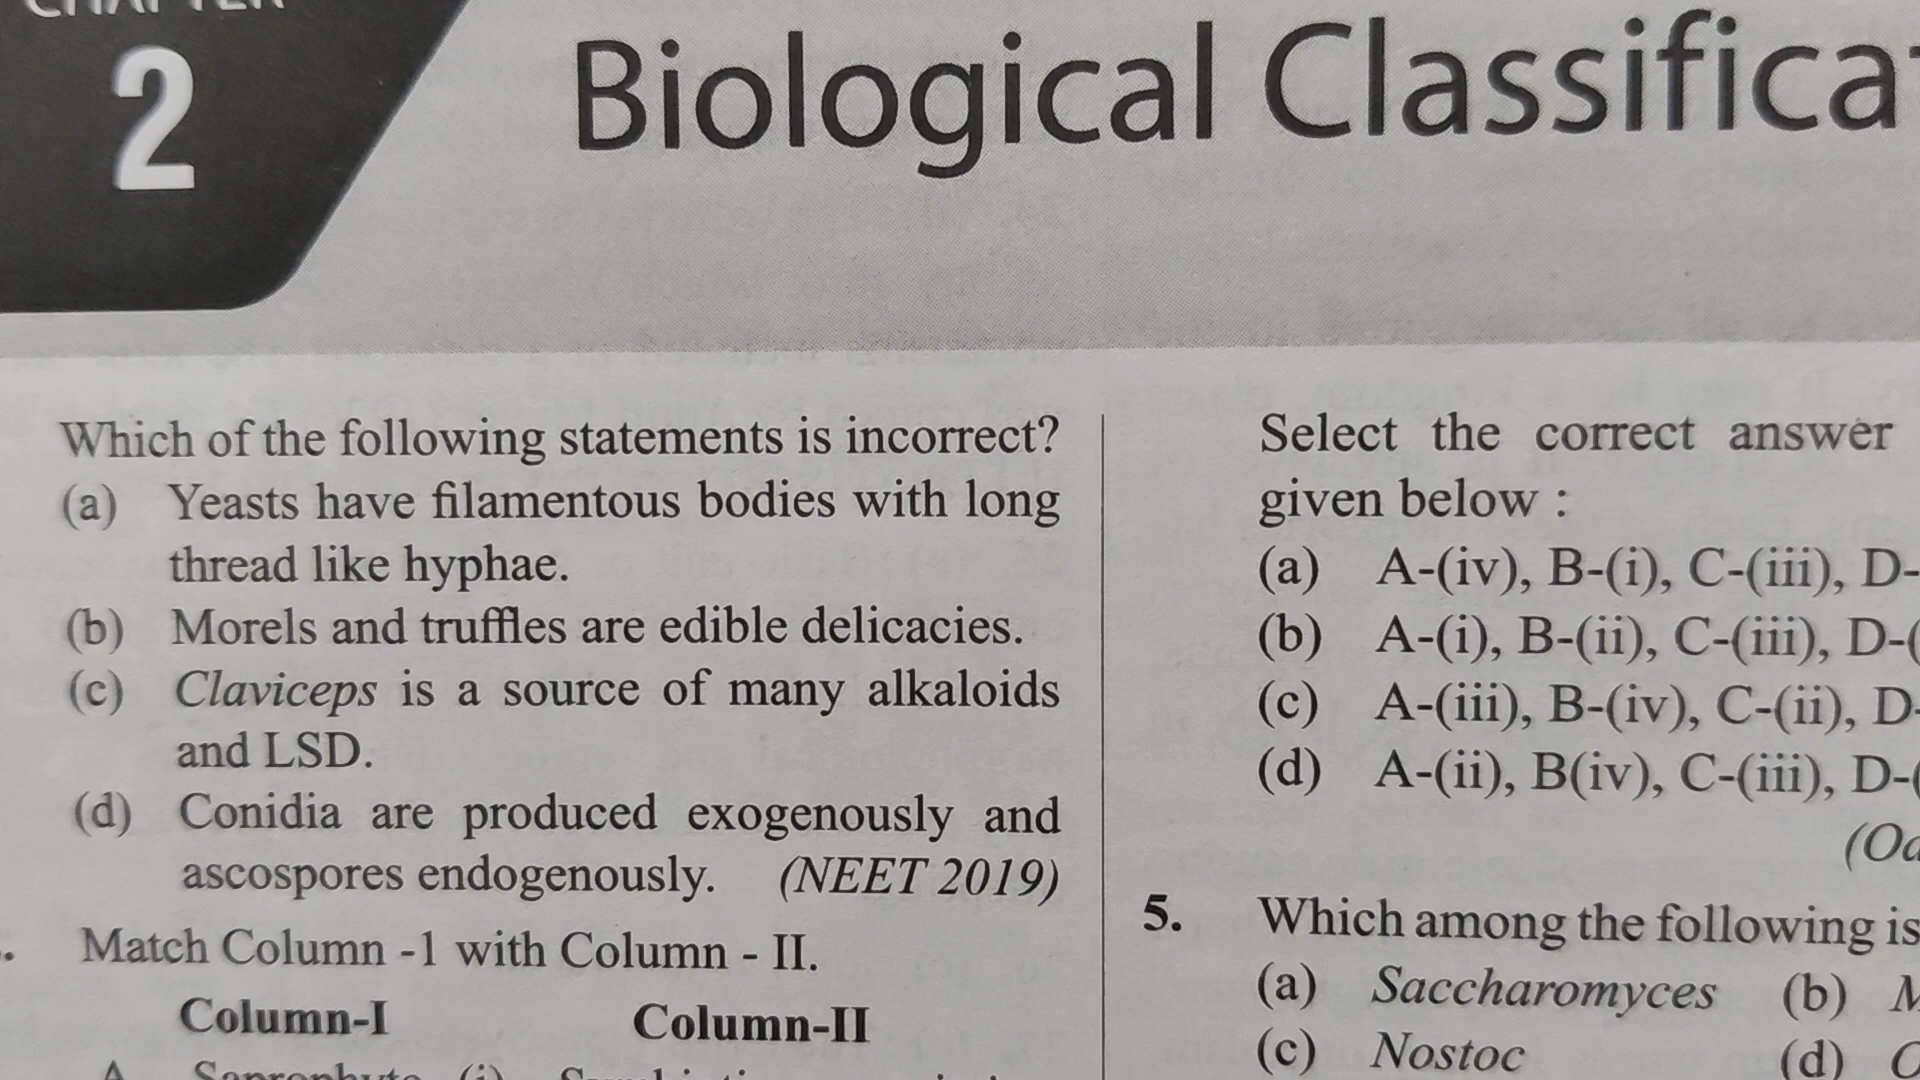 CHAPTER
2
Biological Classifica
Which of the following statements is incorrect?
(a) Yeasts have filamentous bodies with long
thread like hyphae.
(b) Morels and truffles are edible delicacies.
(c) Claviceps is a source of many alkaloids
and LSD.
(d) Conidia are produced exogenously and
ascospores endogenously. (NEET 2019)
Match Column -1 with Column - II.
Column-I Column-II
Select the correct answer
given below :
(a) A-(iv), B-(i), C-(iii), D-
(b) A-(i), B-(ii), C-(iii), D-(
(c) A-(iii), B-(iv), C-(ii), D-
(d) A-(ii), B(iv), C-(iii), D-(
5. Which among the following is
(a) Saccharomyces (b)
(c) Nostoc (d)